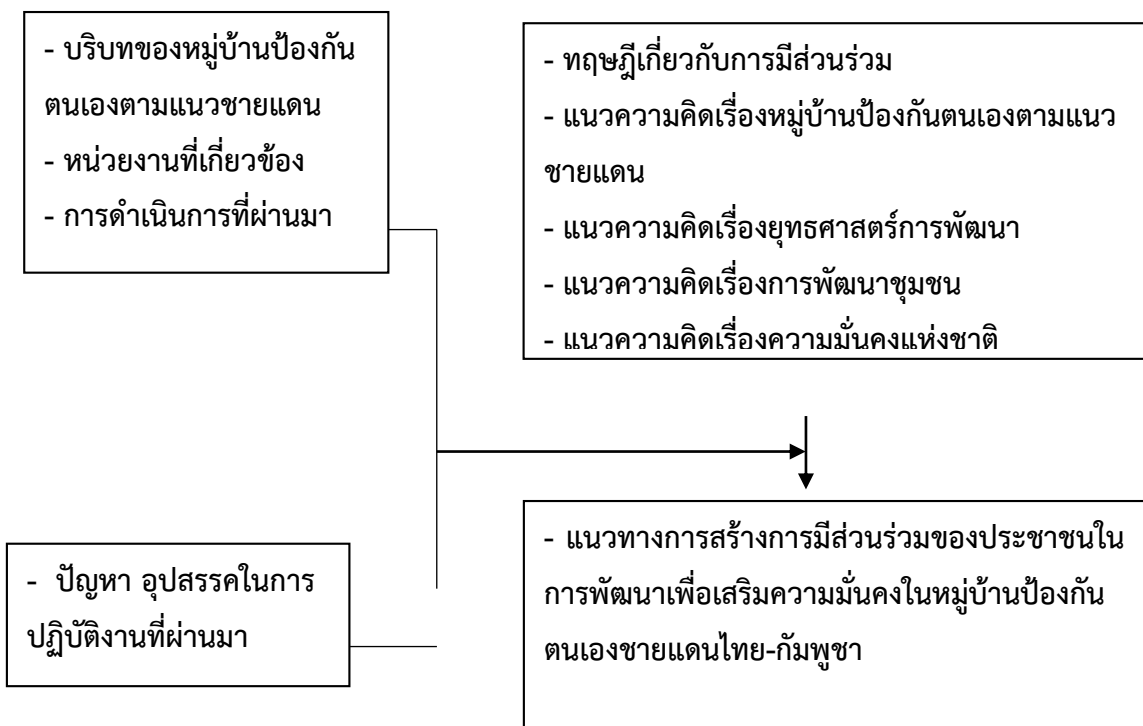 - บริบทของหมู่บ้านป้องกัน
ตนเองตามแนวชายแดน
- หน่วยงานที่เกี่ยวข้อง
- การดำเนินการที่ผ่านมา
- ทฤษฎีเกี่ยวกับการมีส่วนร่วม
- แนวความคิดเรื่องหมู่บ้านป้องกันตนเองตามแนว
ชายแดน
- แนวความคิดเรื่องยุทธศาสตร์การพัฒนา
- แนวความคิดเรื่องการพัฒนาชุมชน
- แนวความคิดเรื่องความมั่นคงแห่งชาติ
- ปัญหา อุปสรรคในการ
ปฏิบัติงานที่ผ่านมา
- แนวทางการสร้างการมีส่วนร่วมของประชาชนใน
การพัฒนาเพื่อเสริมความมั่นคงในหมู่บ้านป้องกัน
ตนเองชายแดนไทย-กัมพูชา